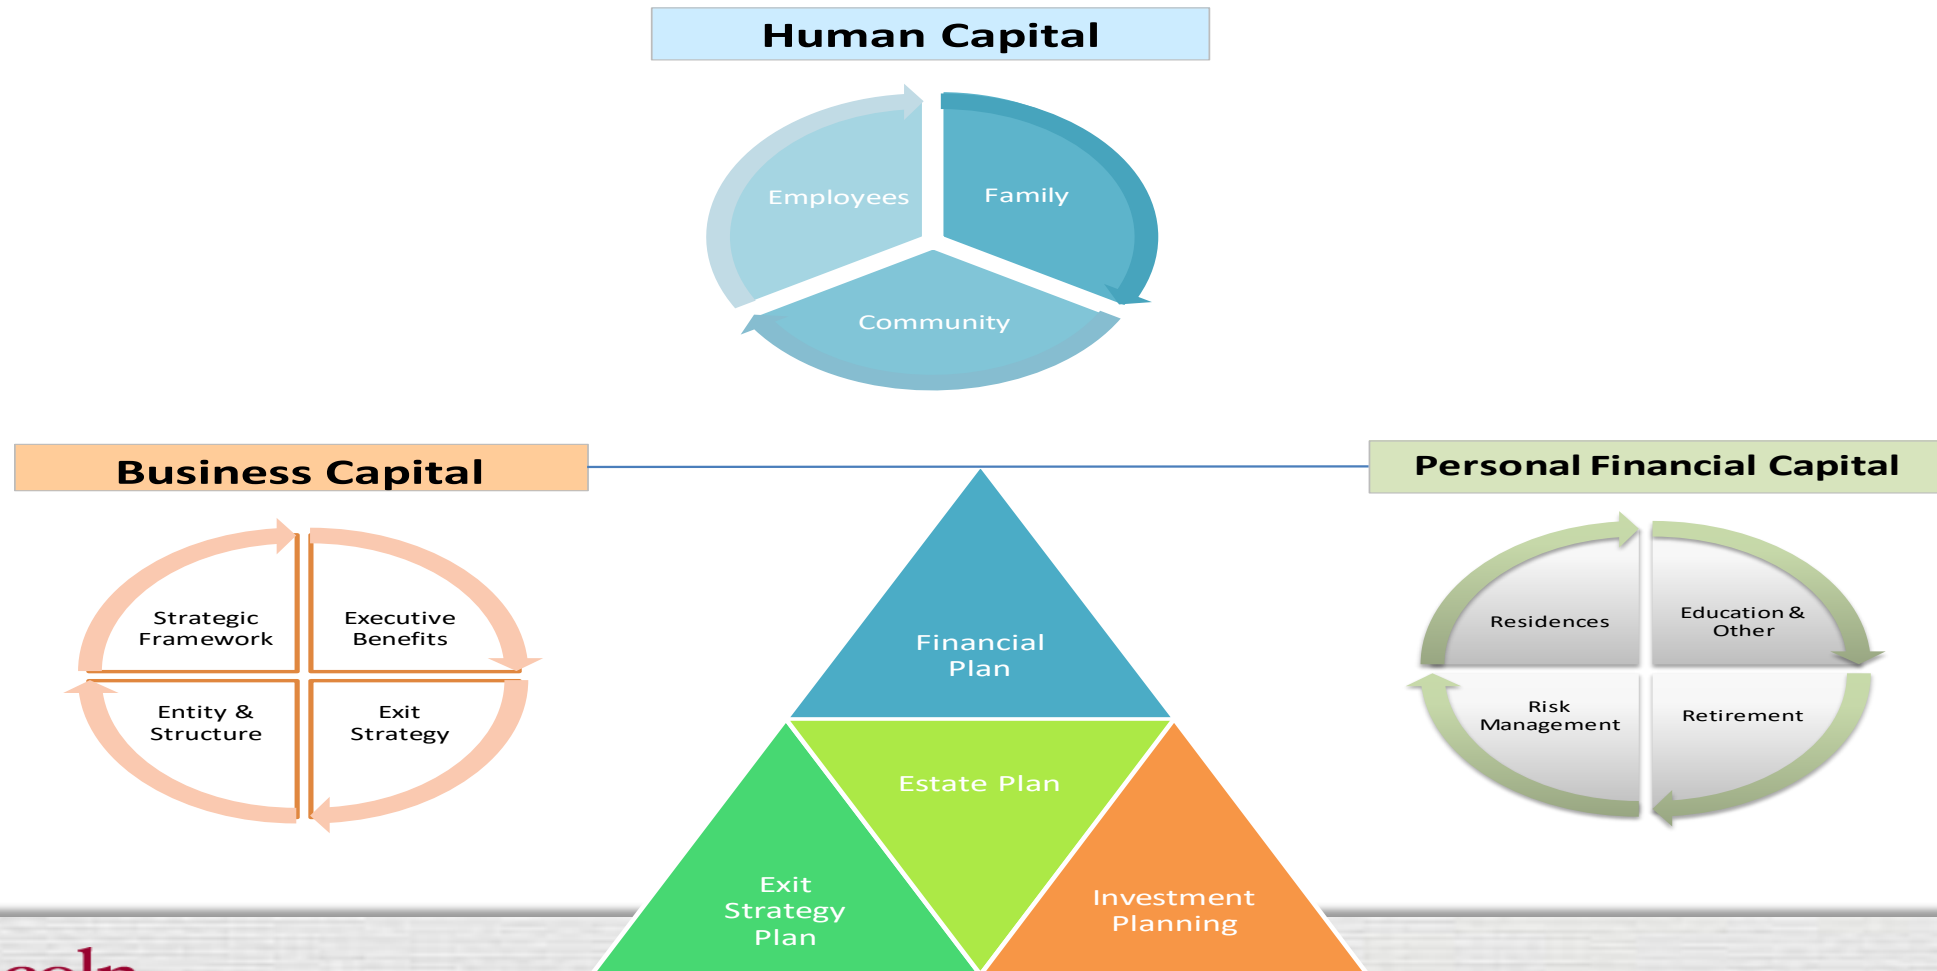 Human Capital
Employees
Family
Community
Business Capital
Personal Financial Capital
Strategic
Framework
Executive
Benefits
Entity &
Structure
Exit
Strategy
Financial
Plan
Estate Plan
Exit
Strategy
Plan
Investment
Planning
Residences
Education &
Other
Risk
Management
Retirement